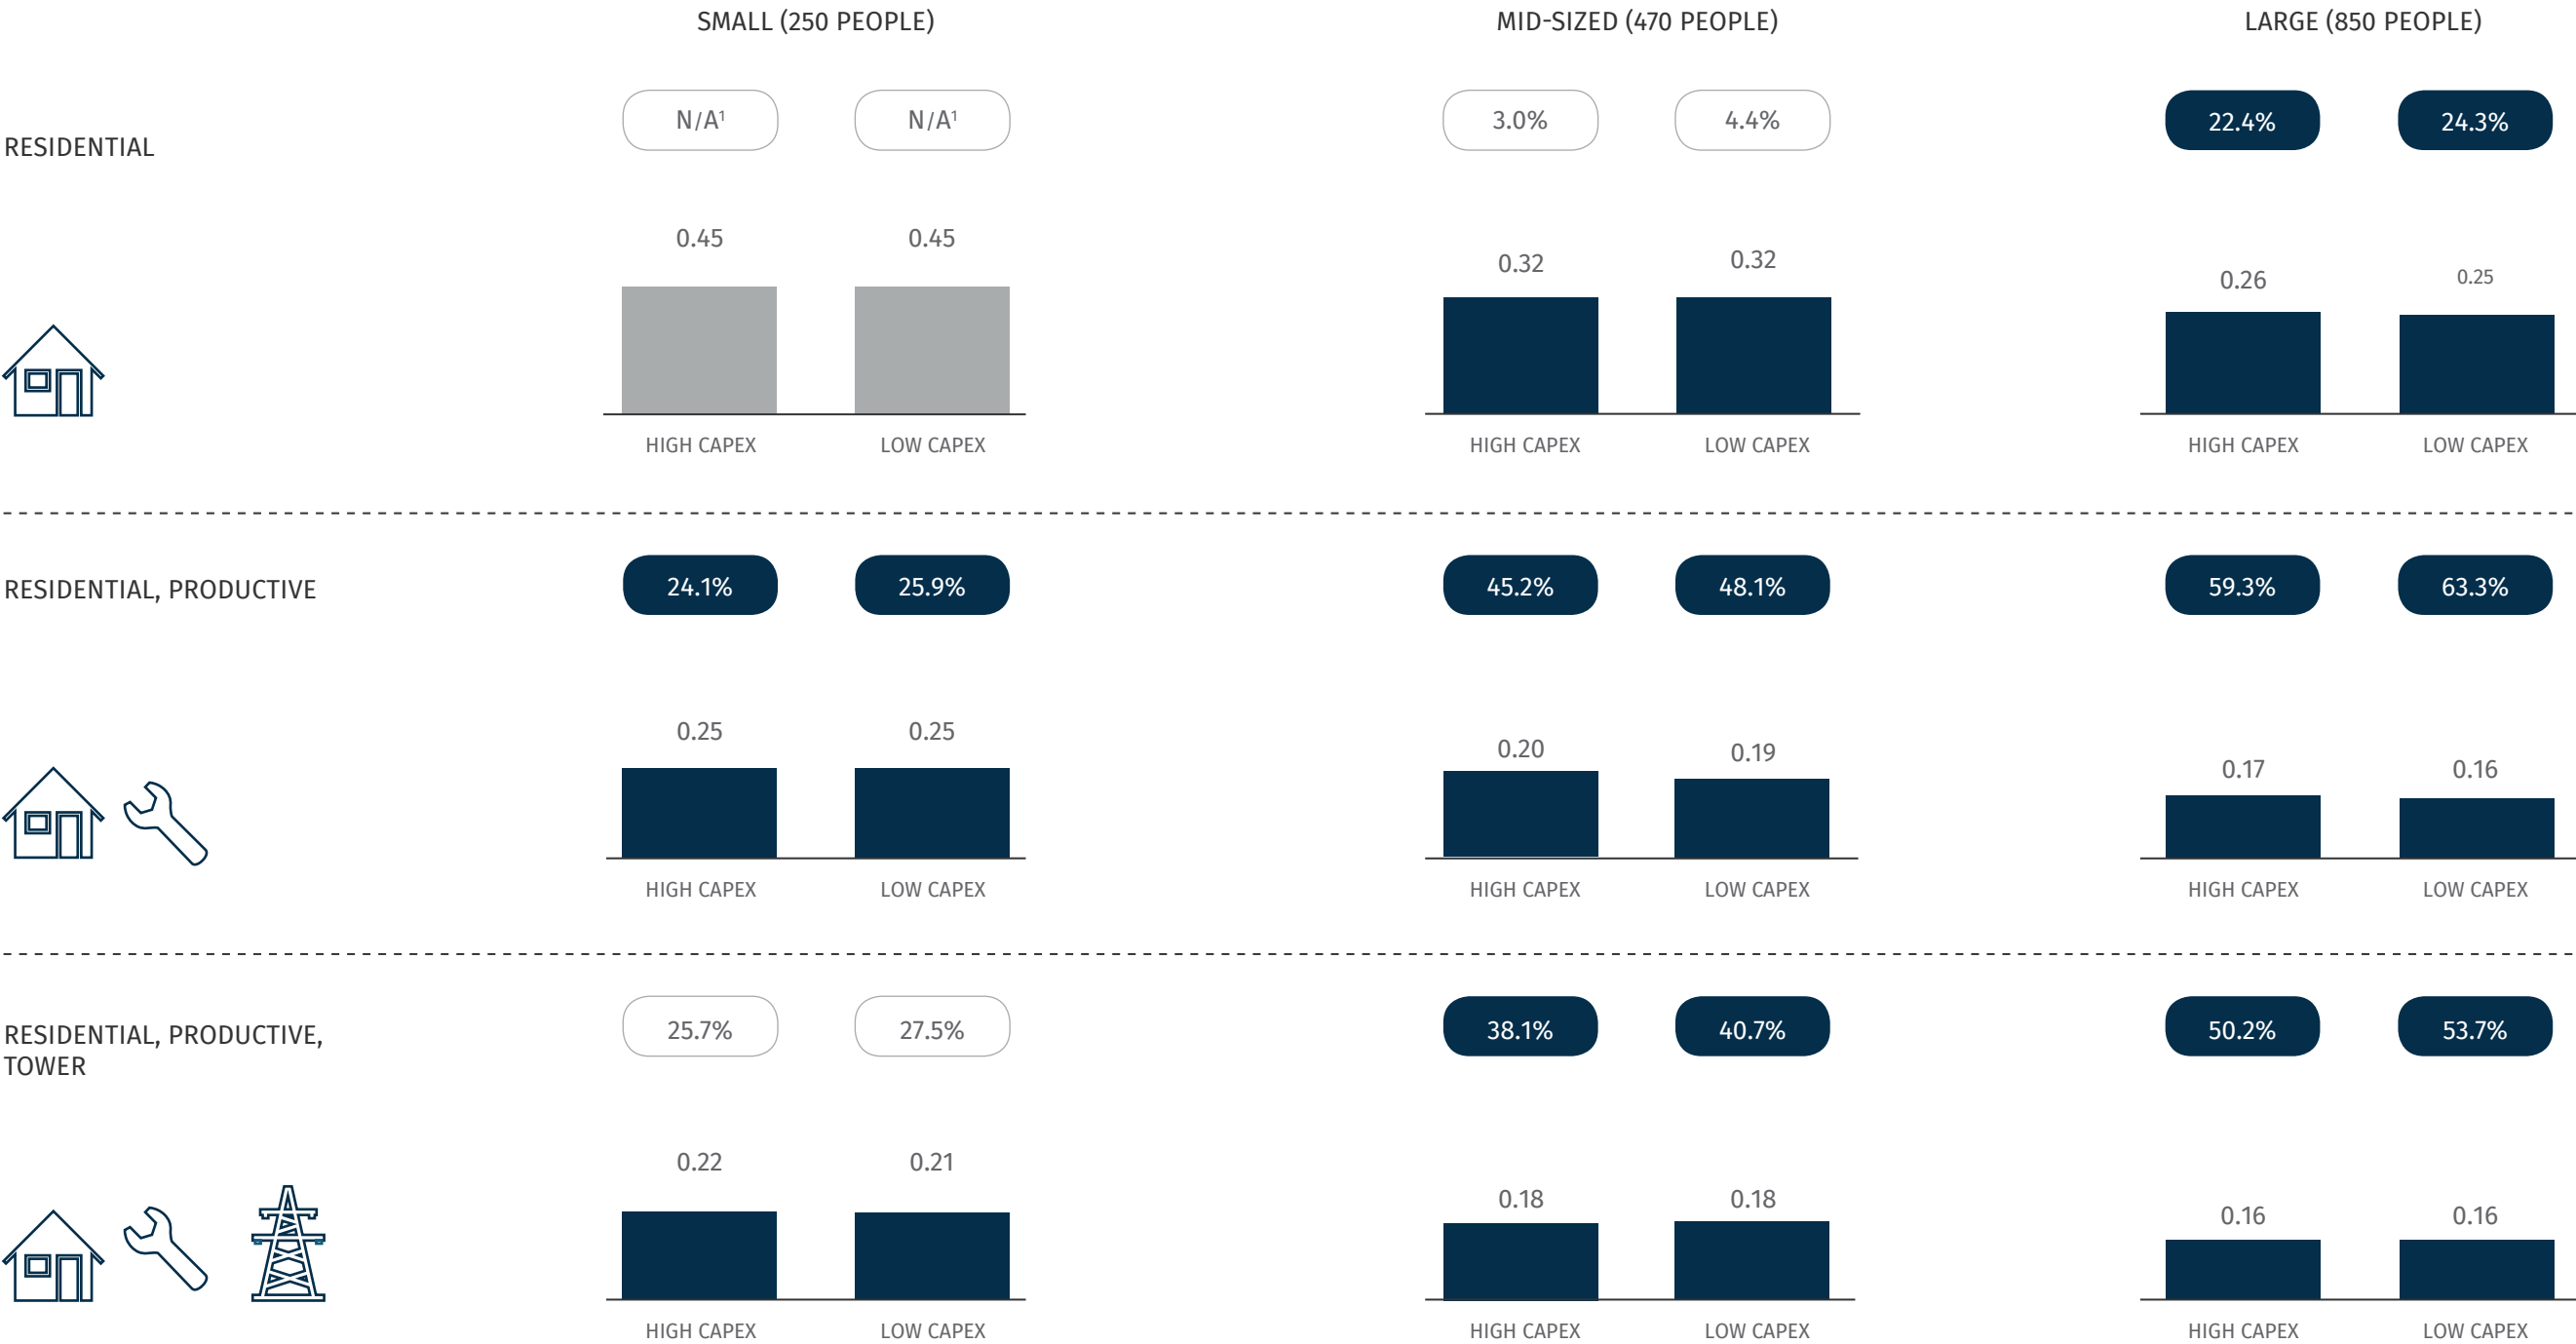 SMALL (250 PEOPLE)
MID-SIZED (470 PEOPLE)
LARGE (850 PEOPLE)
RESIDENTIAL
N/A¹
N/A¹
3.0%
4.4%
22.4%
24.3%
0.45
0.45
0.32
0.32
0.26
0.25
HIGH CAPEX
LOW CAPEX
HIGH CAPEX
LOW CAPEX
HIGH CAPEX
LOW CAPEX
RESIDENTIAL, PRODUCTIVE
24.1%
25.9%
45.2%
48.1%
59.3%
63.3%
0.25
0.25
0.20
0.19
0.17
0.16
HIGH CAPEX
LOW CAPEX
HIGH CAPEX
LOW CAPEX
HIGH CAPEX
LOW CAPEX
RESIDENTIAL, PRODUCTIVE,
TOWER
25.7%
27.5%
38.1%
40.7%
50.2%
53.7%
0.22
0.21
0.18
0.18
0.16
0.16
HIGH CAPEX
LOW CAPEX
HIGH CAPEX
LOW CAPEX
HIGH CAPEX
LOW CAPEX